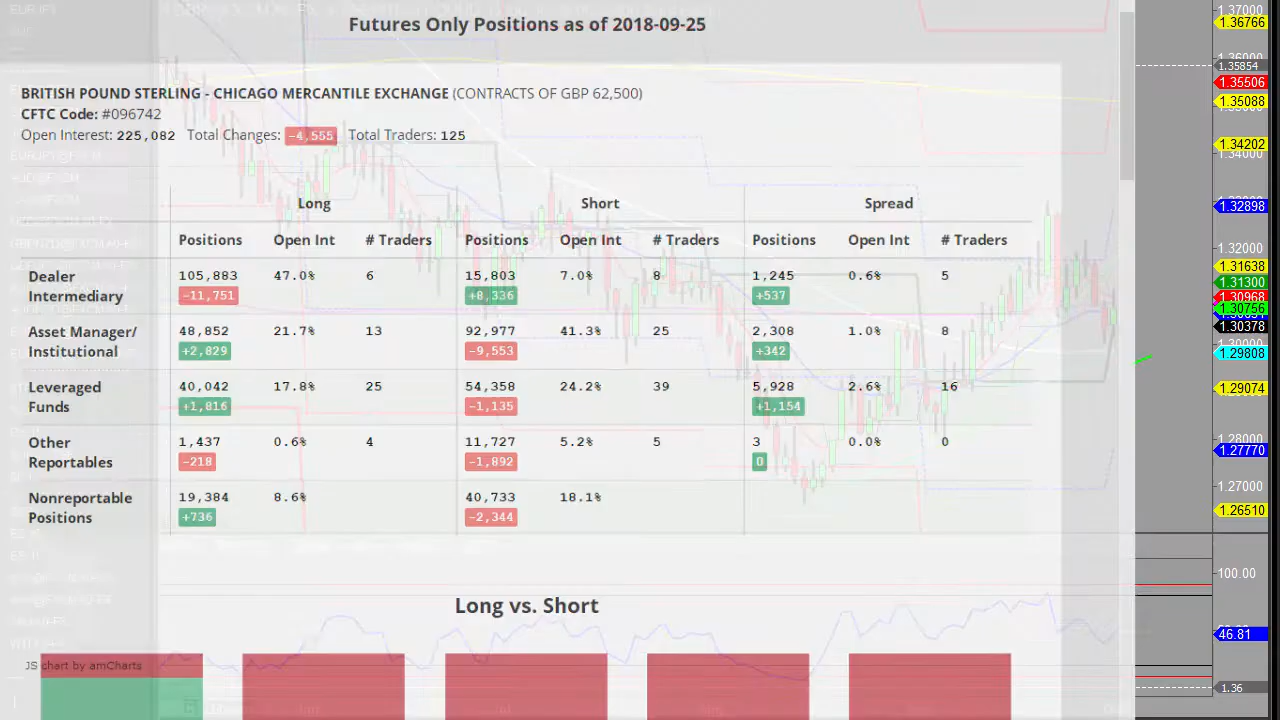 Futures Only Positions as of 2018-09-25
BRITISH POUND STERLING - CHICAGO MERCANTILE EXCHANGE (CONTRACTS OF GBP 62,500)
CFTC Code: #096742
Open Interest: 225,082 Total Changes: -4,555 Total Traders: 125
Long Short Spread
Positions Open Int # Traders Positions Open Int # Traders Positions Open Int # Traders
Dealer 105,883 47.0% 6 15,803 7.0% 8 1,245 0.6% 5
Intermediary -11,751 +8,336 +537
Asset Manager/ 48,852 21.7% 13 92,977 41.3% 25 2,308 1.0% 8
Institutional +2,829 -9,553 +342
Leveraged 40,042 17.8% 25 54,358 24.2% 39 5,928 2.6% 16
Funds +1,816 -1,135 +1,154
Other 1,437 0.6% 4 11,727 5.2% 5 3 0.0% 0
Reportables -218 -1,892 0
Nonreportable 19,384 8.6% 40,733 18.1%
Positions +736 -2,344
Long vs. Short
JS chart by amCharts
1.37000
1.36766
1.36000
1.35854
1.35506
1.35088
1.34202
1.34000
1.32898
1.32000
1.31638
1.31300
1.30968
1.30756
1.30378
1.30000
1.29808
1.29074
1.28000
1.27770
1.27000
1.26510
100.00
46.81
1.36